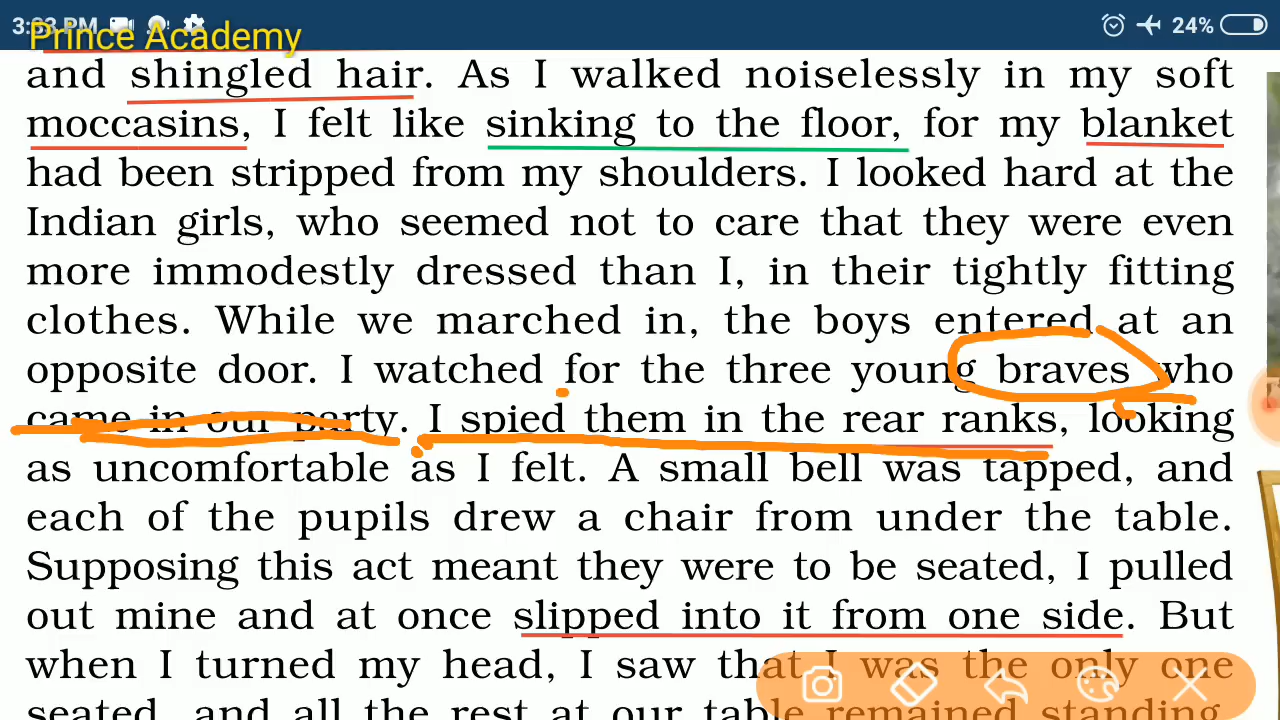 3:33 PM 24%
Prince Academy
and shingled hair. As I walked noiselessly in my soft
moccasins, I felt like sinking to the floor, for my blanket
had been stripped from my shoulders. I looked hard at the
Indian girls, who seemed not to care that they were even
more immodestly dressed than I, in their tightly fitting
clothes. While we marched in, the boys entered at an
opposite door. I watched for the three young braves who
came in our party. I spied them in the rear ranks, looking
as uncomfortable as I felt. A small bell was tapped, and
each of the pupils drew a chair from under the table.
Supposing this act meant they were to be seated, I pulled
out mine and at once slipped into it from one side. But
when I turned my head, I saw that I was the only one
seated, and all the rest at our table remained standing.